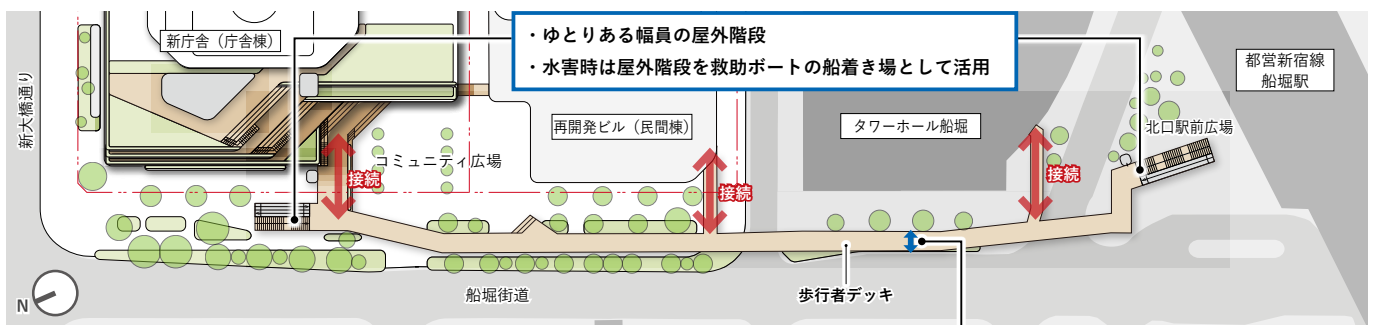 ・ゆとりある幅員の屋外階段
・水害時は屋外階段を救助ボートの船着き場として活用
新庁舎（庁舎棟）
新大橋通り
都営新宿線
船堀駅
再開発ビル（民間棟）
タワーホール船堀
北口駅前広場
コミュニティ広場
接続
接続
接続
船堀街道
歩行者デッキ
N